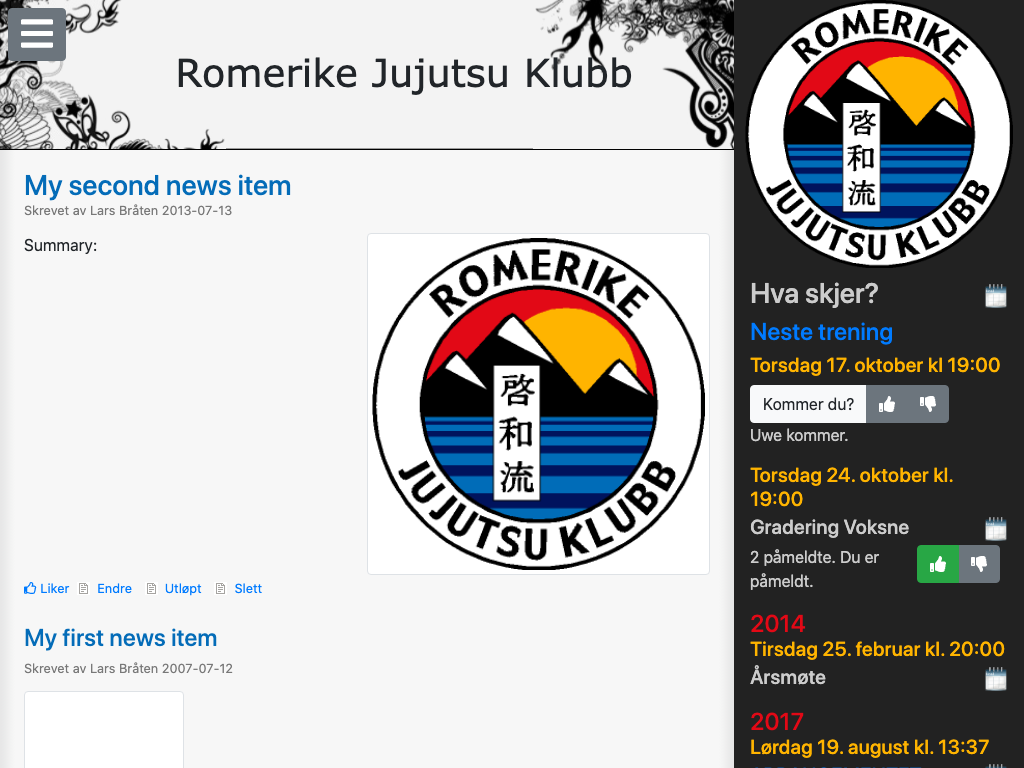 Romerike Jujutsu Klubb
My second news item
Skrevet av Lars Bråten 2013-07-13
Summary:
ROMERIKE
啓
和
流
JUJUTSU KLUBB
Liker Endre Utløpt Slett
My first news item
Skrevet av Lars Bråten 2007-07-12
ROMERIKE
啓
和
流
JUJUTSU KLUBB
Hva skjer?
Neste trening
Torsdag 17. oktober kl 19:00
Kommer du?
Uwe kommer.
Torsdag 24. oktober kl.
19:00
Gradering Voksne
2 påmeldte. Du er
påmeldt.
2014
Tirsdag 25. februar kl. 20:00
Årsmøte
2017
Lørdag 19. august kl. 13:37